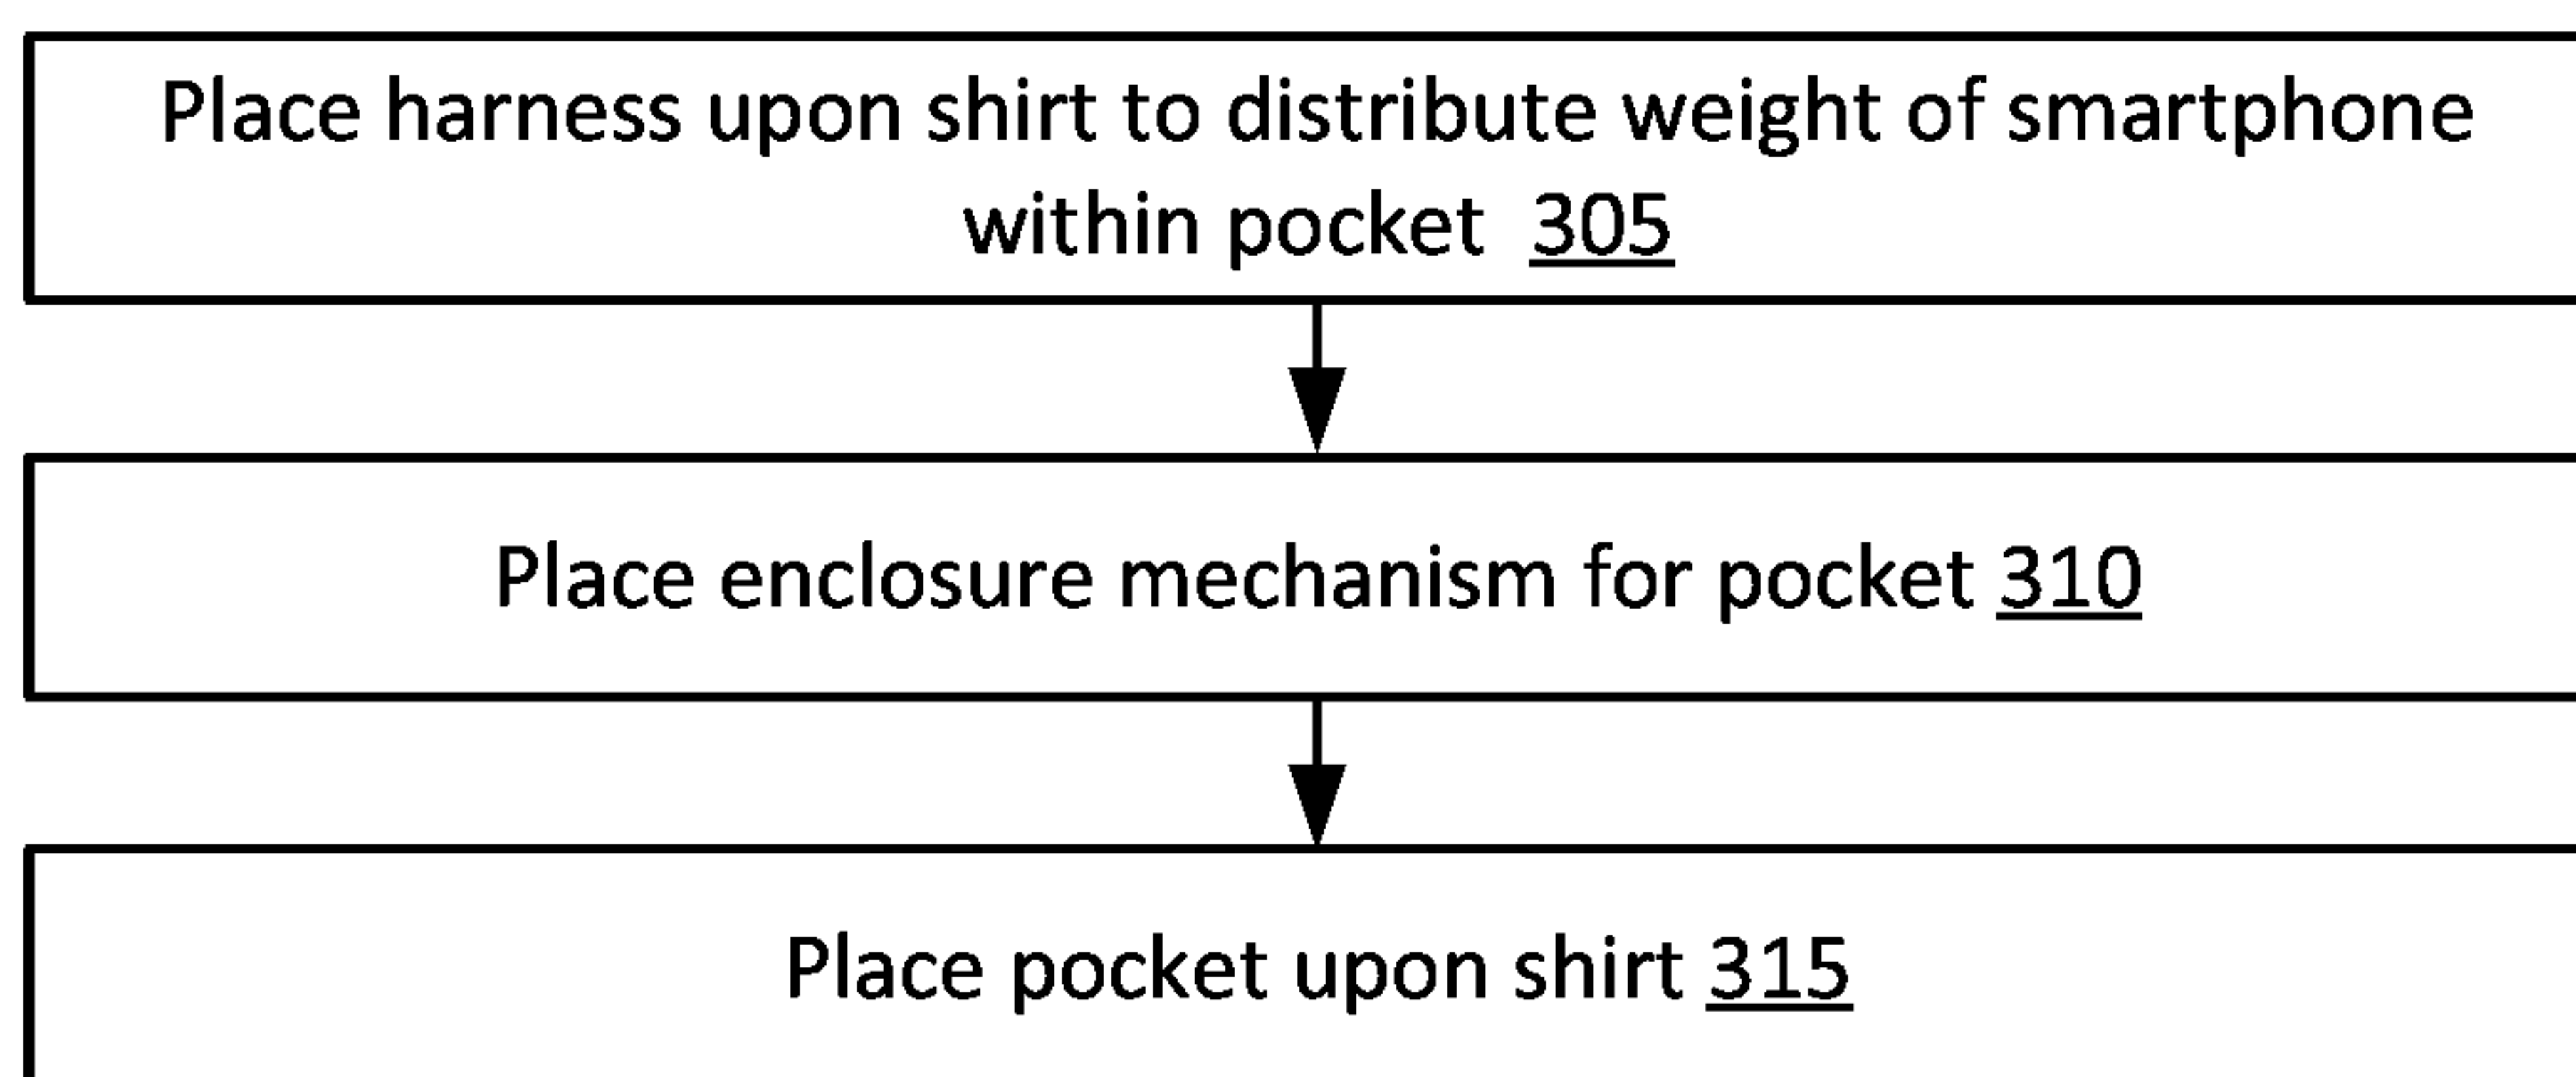 Place harness upon shirt to distribute weight of smartphone
within pocket 305
Place enclosure mechanism for pocket 310
Place pocket upon shirt 315